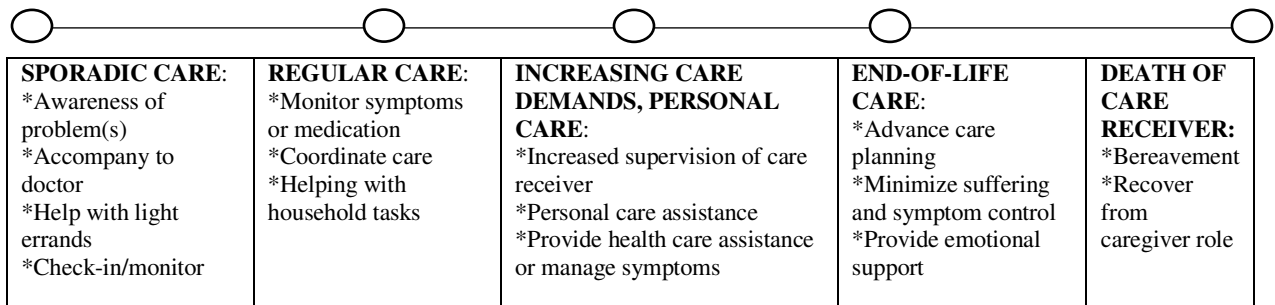 SPORADIC CARE:
*Awareness of
problem(s)
*Accompany to
doctor
*Help with light
errands
*Check-in/monitor
REGULAR CARE:
*Monitor symptoms
or medication
*Coordinate care
*Helping with
household tasks
INCREASING CARE
DEMANDS, PERSONAL
CARE:
*Increased supervision of care
receiver
*Personal care assistance
*Provide health care assistance
or manage symptoms
END-OF-LIFE
CARE:
*Advance care
planning
*Minimize suffering
and symptom control
*Provide emotional
support
DEATH OF
CARE
RECEIVER:
*Bereavement
*Recover
from
caregiver role